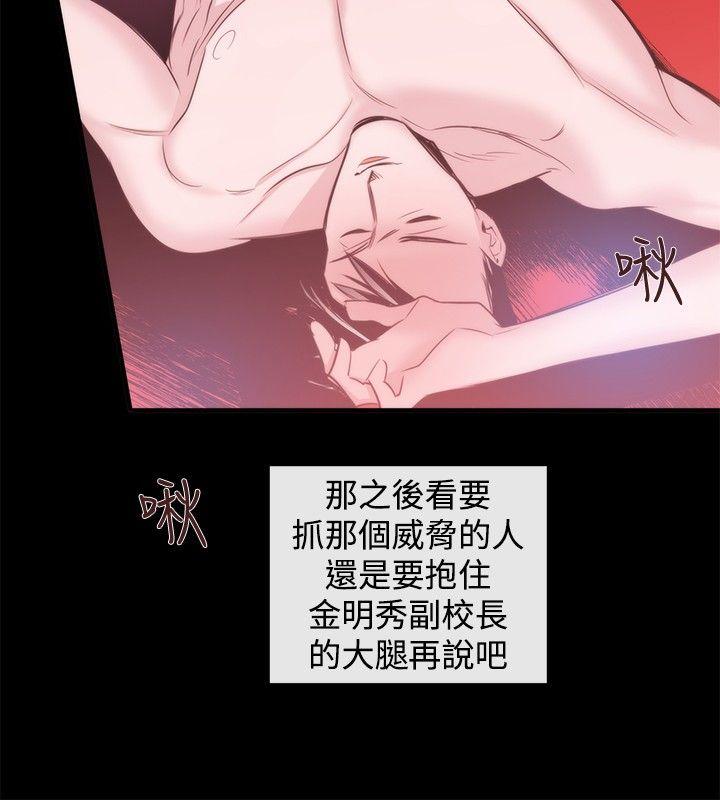 啾
啾
那之後看要
抓那個威脅的人
還是要抱住
金明秀副校長
的大腿再說吧